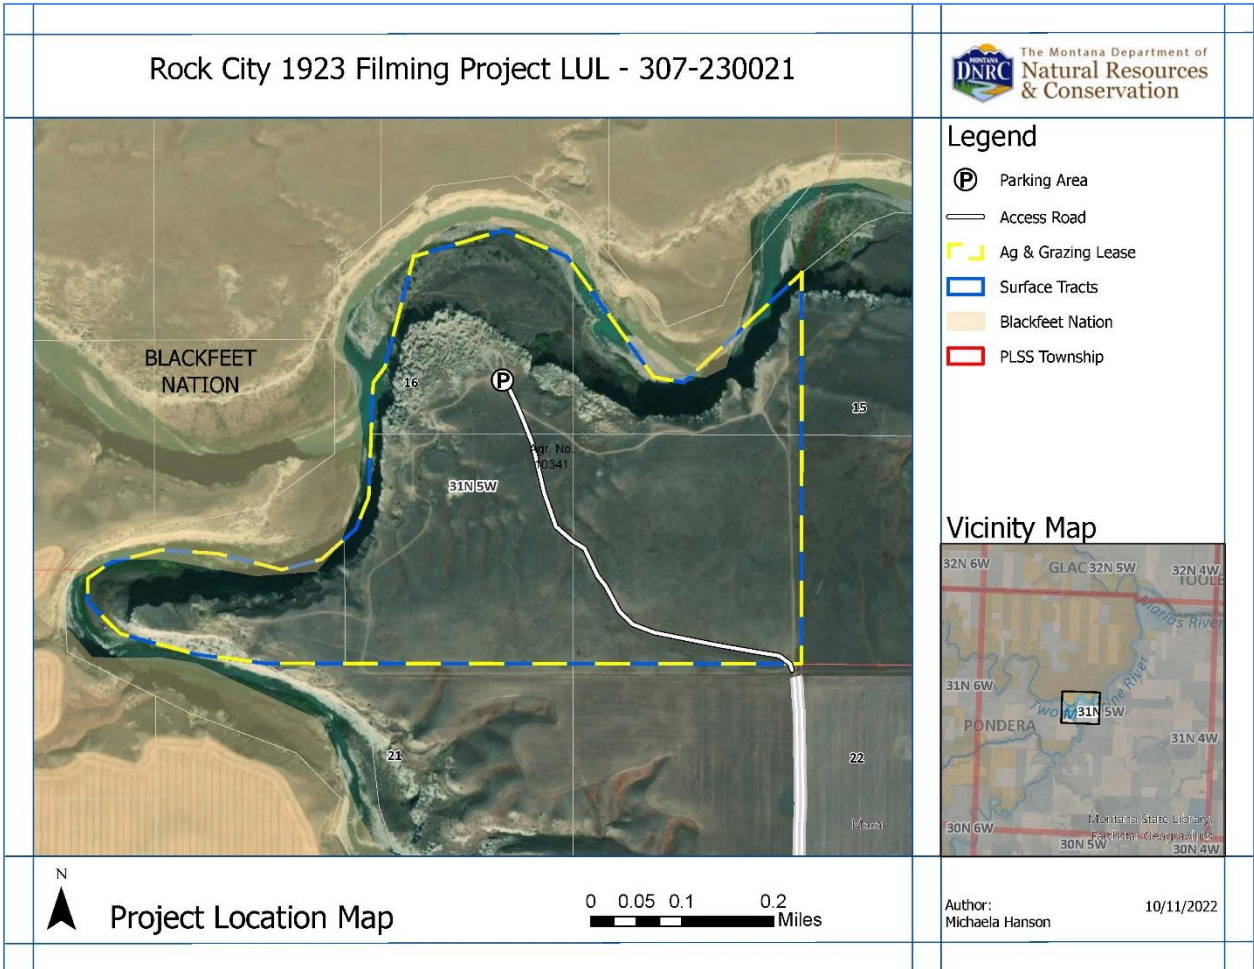 Rock City 1923 Filming Project LUL - 307-230021
MONTANA
DNRC
The Montana Department of
Natural Resources
& Conservation
Legend
P
Parking Area
Access Road
Ag & Grazing Lease
Surface Tracts
Blackfeet Nation
PLSS Township
BLACKFEET
NATION
16
P
15
Agr. No.
10341
31N 5W
21
22
Maxar
Vicinity Map
32N 6W
GLAC
32N 5W
32N 4W
TOOLE
Marias River
31N 6W
31N 5W
PONDERA
31N 4W
Montana State Library,
Earthstar Geographics
30N 6W
30N 5W
30N 4W
N
Project Location Map
0 0.05 0.1 0.2
Miles
Author:
Michaela Hanson
10/11/2022